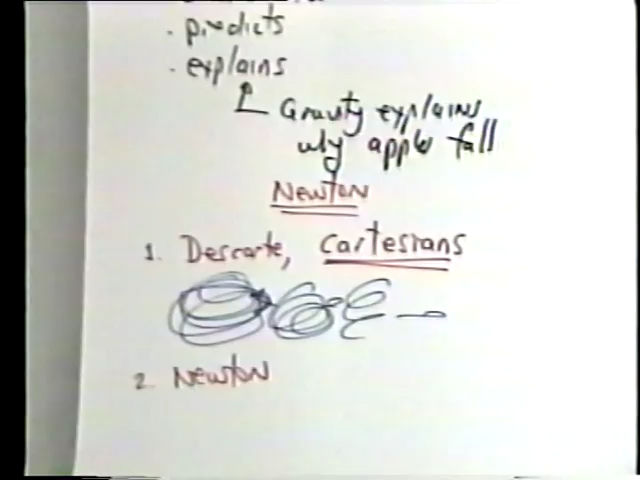 . predicts
. explains
Gravity explains
why apples fall
Newton
1. Descarte, Cartesians
2. Newton